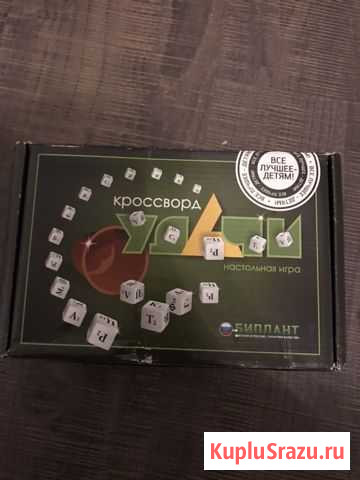 ВСЕ ЛУЧШЕЕ-
ДЕТЯМ!
КРОССВОРД
УДАЧИ
НАСТОЛЬНАЯ ИГРА
БИПЛАНТ
KupluSrazu.ru